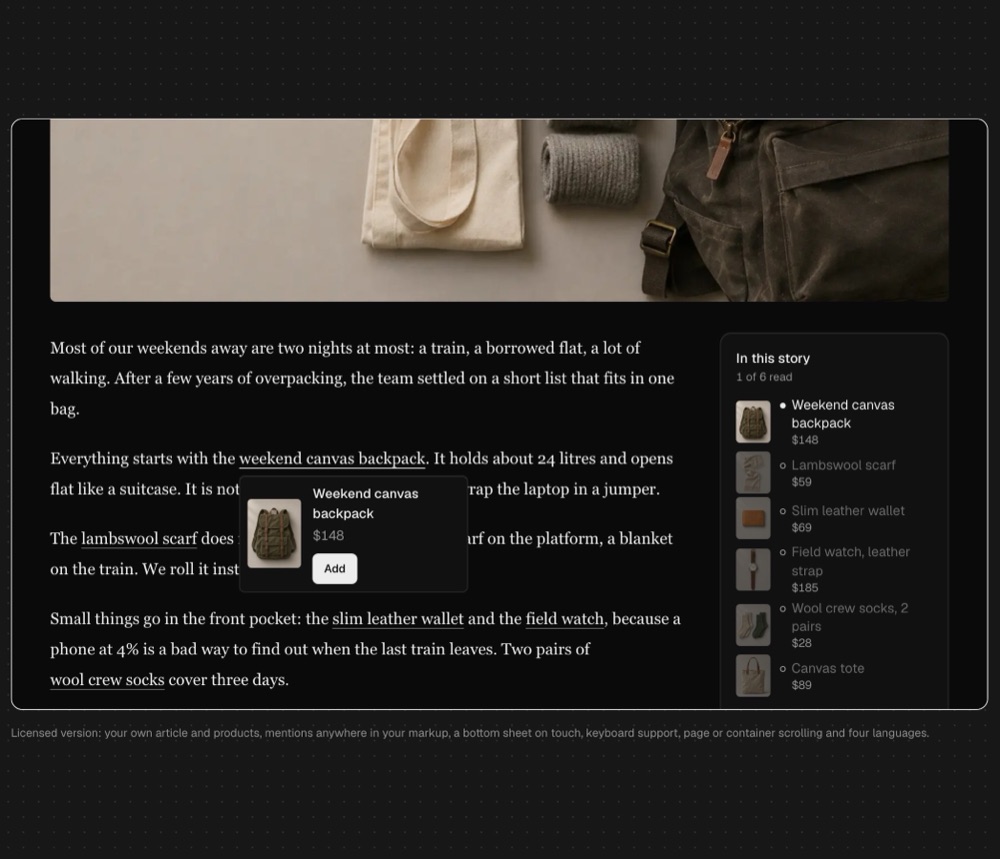 Most of our weekends away are two nights at most: a train, a borrowed flat, a lot of
walking. After a few years of overpacking, the team settled on a short list that fits in one
bag.
Everything starts with the weekend canvas backpack. It holds about 24 litres and opens
flat like a suitcase. It is not
rap the laptop in a jumper.
Weekend canvas
backpack
$148
Add
The lambswool scarf does
arf on the platform, a blanket
on the train. We roll it inst
Small things go in the front pocket: the slim leather wallet and the field watch, because a
phone at 4% is a bad way to find out when the last train leaves. Two pairs of
wool crew socks cover three days.
In this story
1 of 6 read
Weekend canvas
backpack
$148
Lambswool scarf
$59
Slim leather wallet
$69
Field watch, leather
strap
$185
Wool crew socks, 2
pairs
$28
Canvas tote
$89
Licensed version: your own article and products, mentions anywhere in your markup, a bottom sheet on touch, keyboard support, page or container scrolling and four languages.